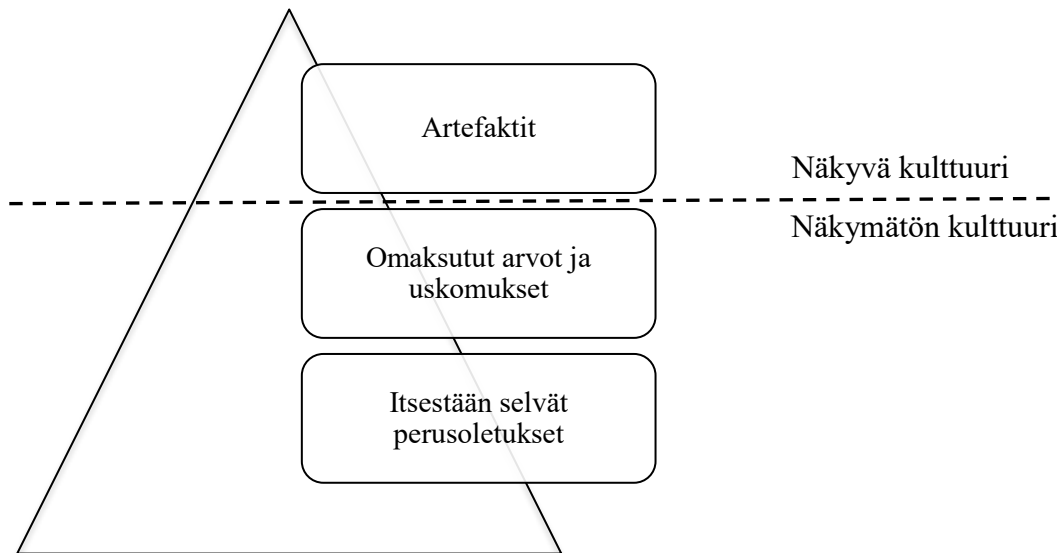 Artefaktit
Näkyvä kulttuuri
Näkymätön kulttuuri
Omaksutut arvot ja
uskomukset
Itsestään selvät
perusoletukset